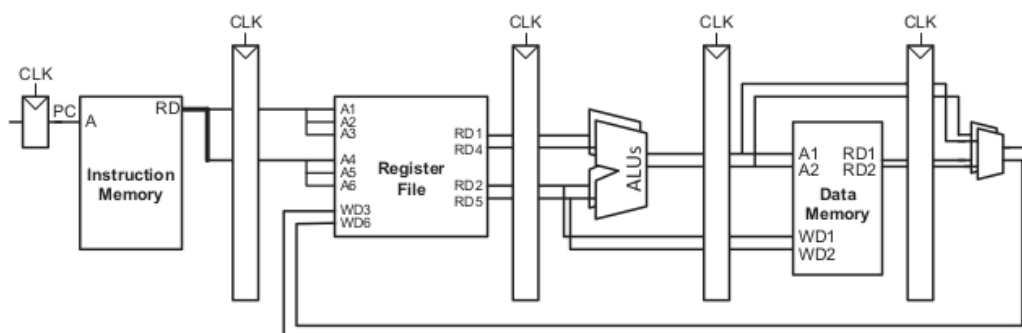 CLK
CLK
CLK
CLK
CLK
PC
A
RD
Instruction
Memory
A1
A2
A3
A4
A5
A6
WD3
WD6
Register
File
RD1
RD4
RD2
RD5
ALUs
A1
A2
RD1
RD2
Data
Memory
WD1
WD2